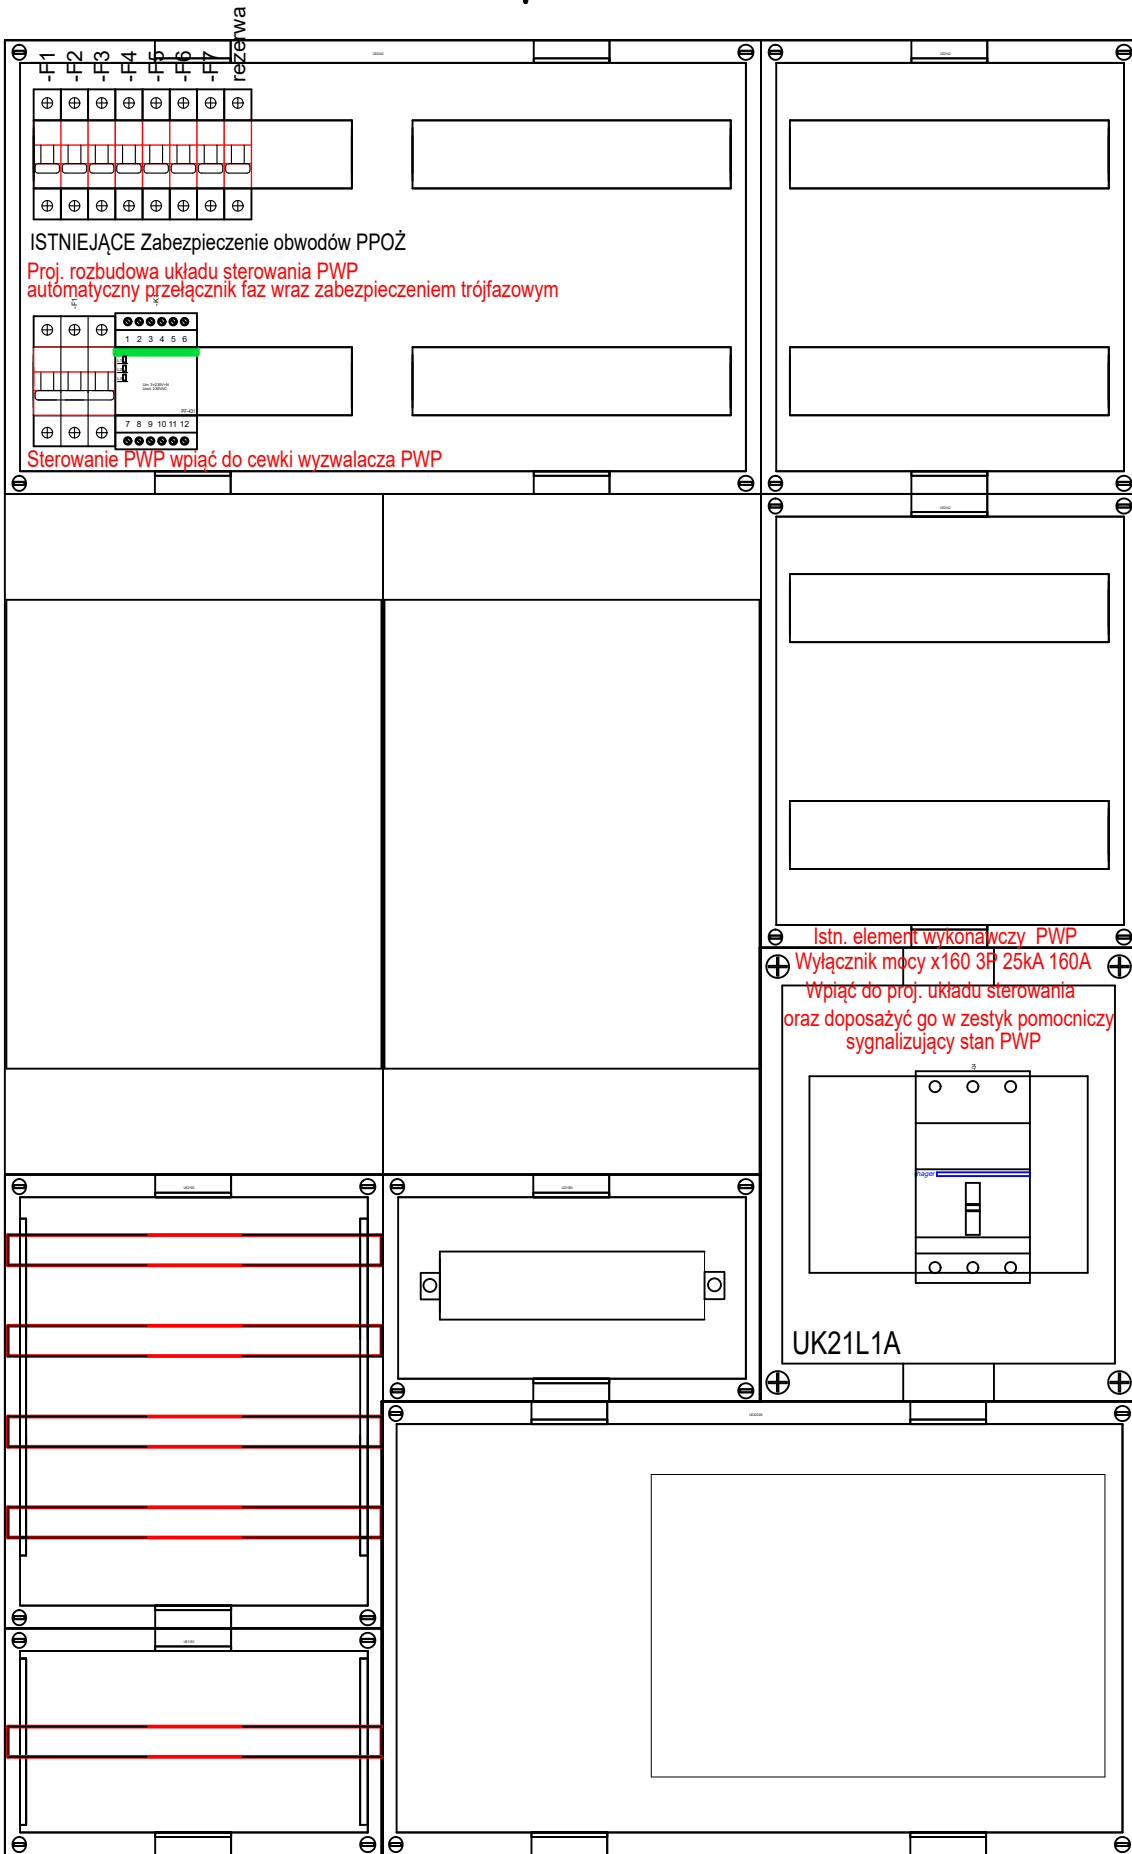 -F1
-F2
-F3
-F4
-F5
-F6
-F7
rezerwa
ISTNIEJĄCE Zabezpieczenie obwodów PPOŻ
Proj. rozbudowa układu sterowania PWP
automatyczny przełącznik faz wraz zabezpieczeniem trójfazowym
-F1
1 2 3 4 5 6
PF-431
7 8 9 10 11 12
Sterowanie PWP wpiąć do cewki wyzwalacza PWP
Istn. element wykonawczy PWP
Wyłącznik mocy x160 3P 25kA 160A
Wpiąć do proj. układu sterowania
oraz doposażyć go w zestyk pomocniczy
sygnalizujący stan PWP
hager
UK21L1A